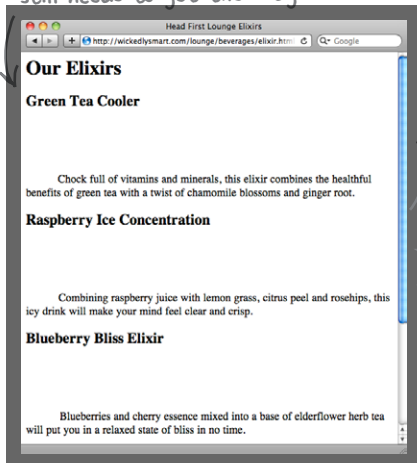 Head First Lounge Elixirs
http://wickedlysmart.com/lounge/beverages/elixir.html
Google
Our Elixirs
Green Tea Cooler
Chock full of vitamins and minerals, this elixir combines the healthful
benefits of green tea with a twist of chamomile blossoms and ginger root.
Raspberry Ice Concentration
Combining raspberry juice with lemon grass, citrus peel and rosehips, this
icy drink will make your mind feel clear and crisp.
Blueberry Bliss Elixir
Blueberries and cherry essence mixed into a base of elderflower herb tea
will put you in a relaxed state of bliss in no time.